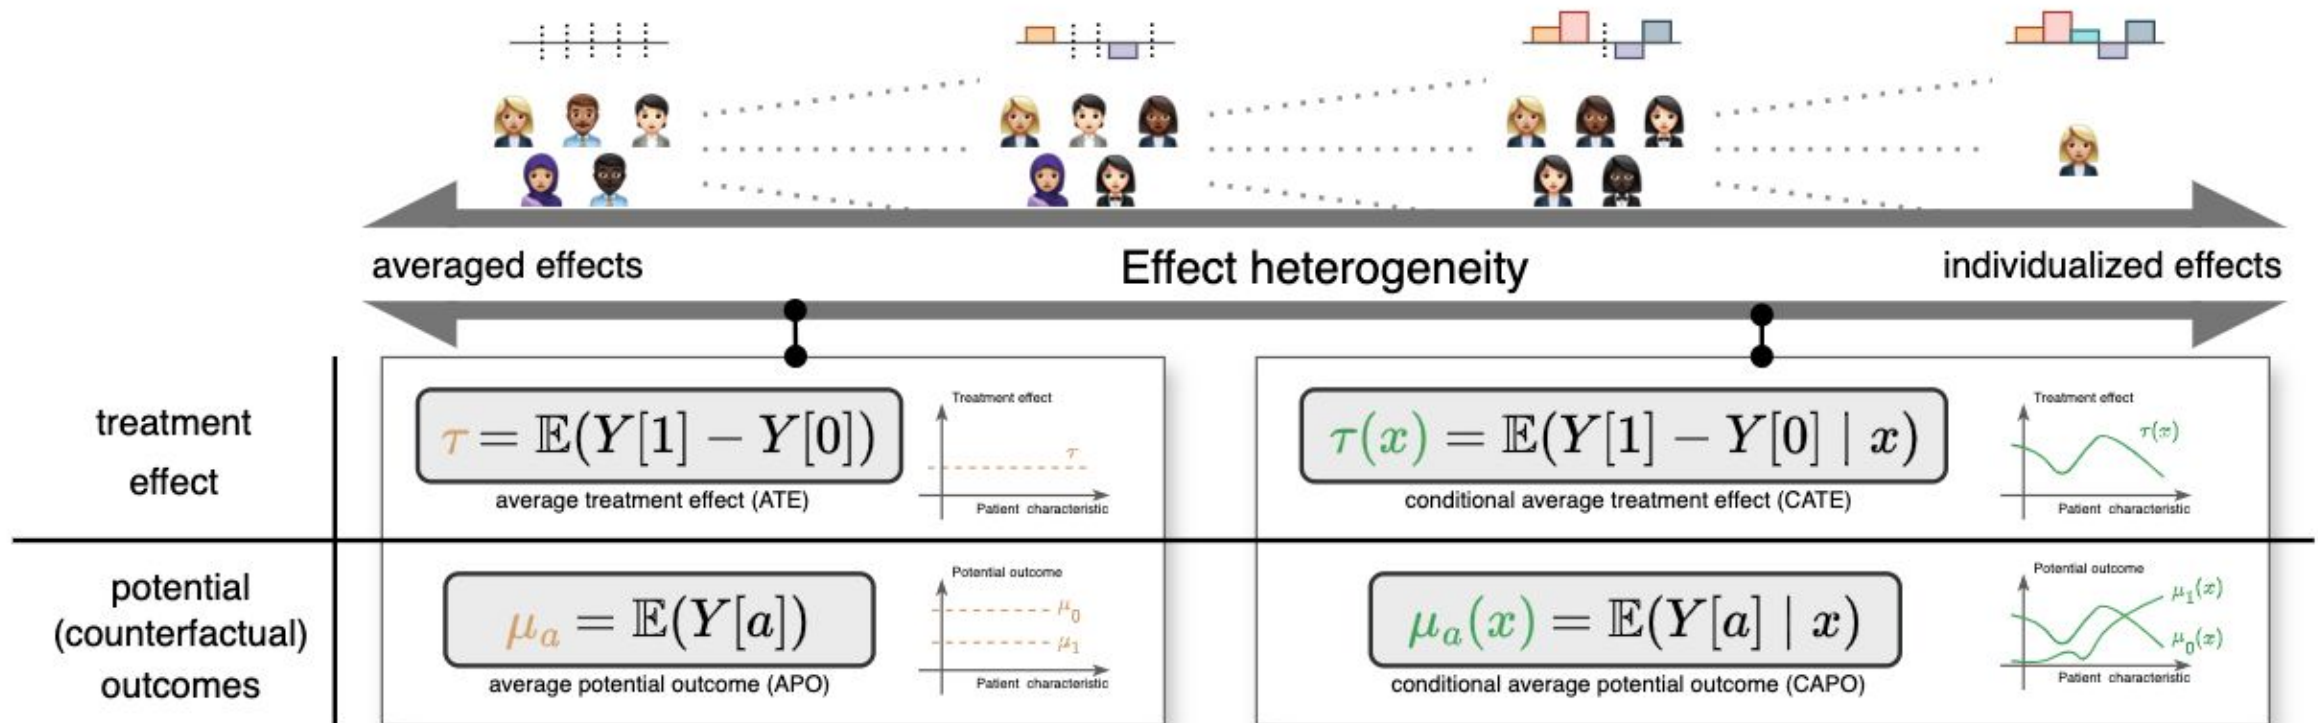 averaged effects
Effect heterogeneity
individualized effects
treatment
effect
τ = 𝔼(Y[1] − Y[0])
average treatment effect (ATE)
Treatment effect
τ
Patient characteristic
τ(x) = 𝔼(Y[1] − Y[0] | x)
conditional average treatment effect (CATE)
Treatment effect
τ(x)
Patient characteristic
potential
(counterfactual)
outcomes
μₐ = 𝔼(Y[a])
average potential outcome (APO)
Potential outcome
μ₀
μ₁
Patient characteristic
μₐ(x) = 𝔼(Y[a] | x)
conditional average potential outcome (CAPO)
Potential outcome
μ₁(x)
μ₀(x)
Patient characteristic